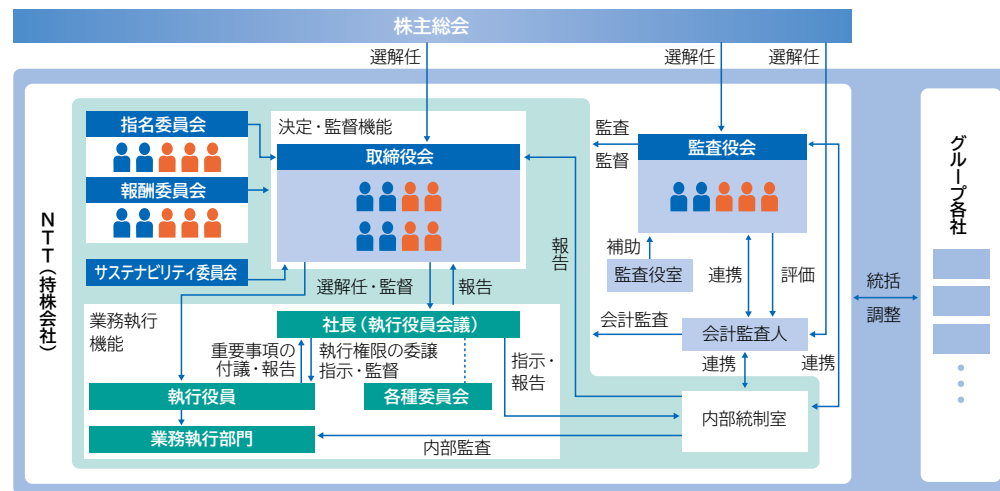 株主総会
選解任
選解任
選解任
NTT(持株会社)
指名委員会
報酬委員会
サステナビリティ委員会
決定・監督機能
取締役会
監査
監督
監査役会
補助
監査役室
連携
評価
報告
選解任・監督
報告
業務執行
機能
社長(執行役員会議)
重要事項の
付議・報告
執行権限の委譲
指示・監督
指示・
報告
執行役員
各種委員会
業務執行部門
会計監査
会計監査人
連携
連携
内部統制室
内部監査
統括
調整
グループ各社